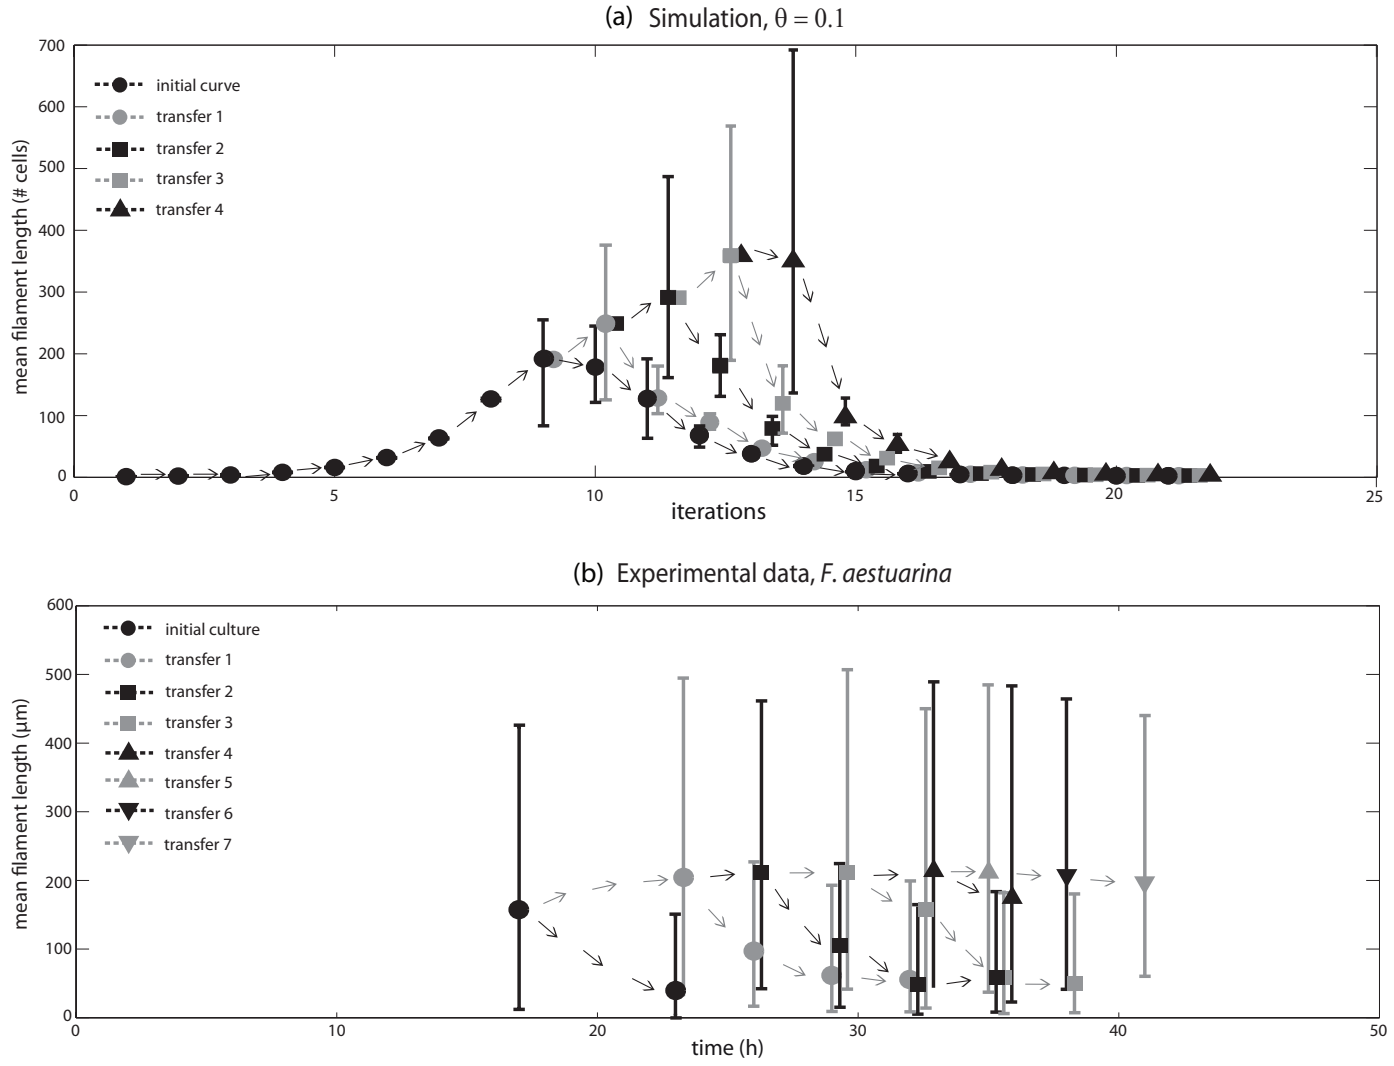 (a) Simulation, θ = 0.1
700
600
500
400
300
200
100
0
mean filament length (# cells)
initial curve
transfer 1
transfer 2
transfer 3
transfer 4
0 5 10 15 20 25
iterations
(b) Experimental data, F. aestuarina
600
500
400
300
200
100
0
mean filament length (µm)
initial culture
transfer 1
transfer 2
transfer 3
transfer 4
transfer 5
transfer 6
transfer 7
0 10 20 30 40 50
time (h)